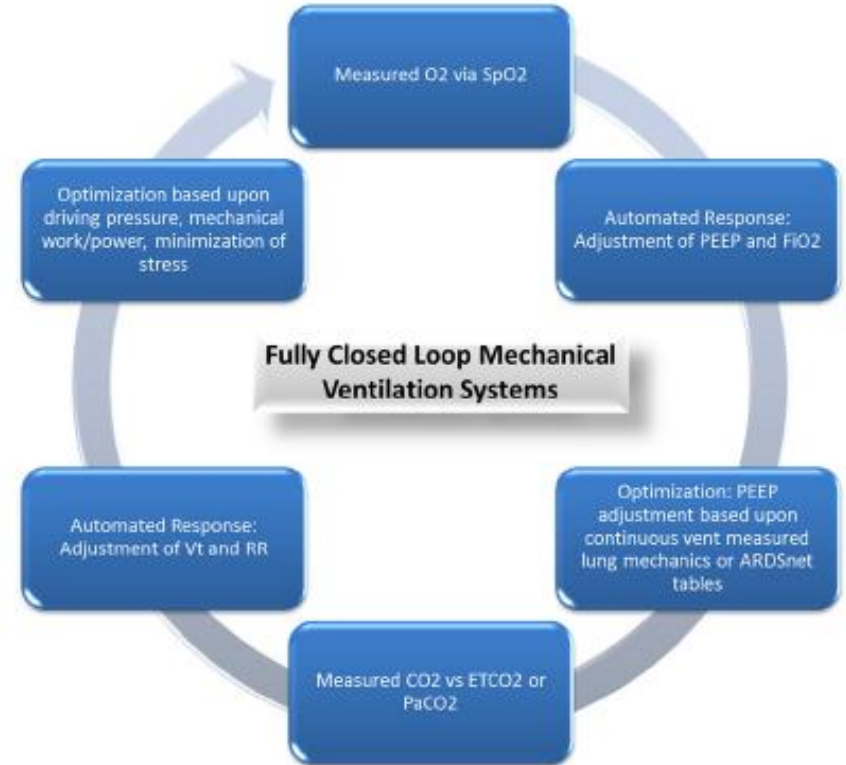 Measured O2 via SpO2
Automated Response:
Adjustment of PEEP and FiO2
Optimization: PEEP
adjustment based upon
continuous vent measured
lung mechanics or ARDSnet
tables
Measured CO2 vs ETCO2 or
PaCO2
Automated Response:
Adjustment of Vt and RR
Optimization based upon
driving pressure, mechanical
work/power, minimization of
stress
Fully Closed Loop Mechanical
Ventilation Systems